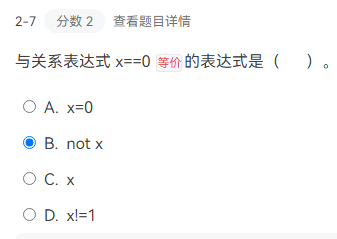 2-7 分数 2 查看题目详情
与关系表达式 x==0 等价的表达式是（ ）。
A. x=0
B. not x
C. x
D. x!=1